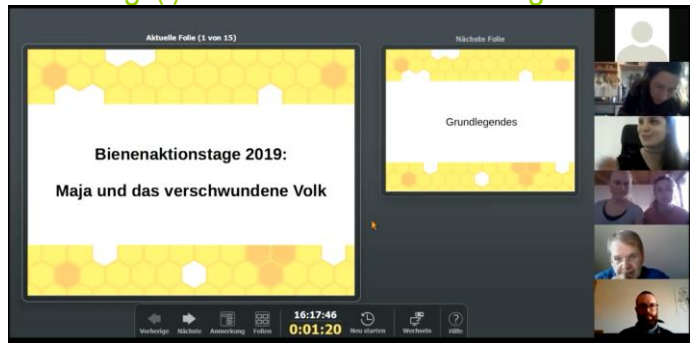 Aktuelle Folie (1 von 15)
Bienenaktionstage 2019:
Maja und das verschwundene Volk
Nächste Folie
Grundlegendes
Vorherige
Nächste
Anmerkung
Folien
16:17:46
0:01:20
Neu starten
Wechseln
Hilfe